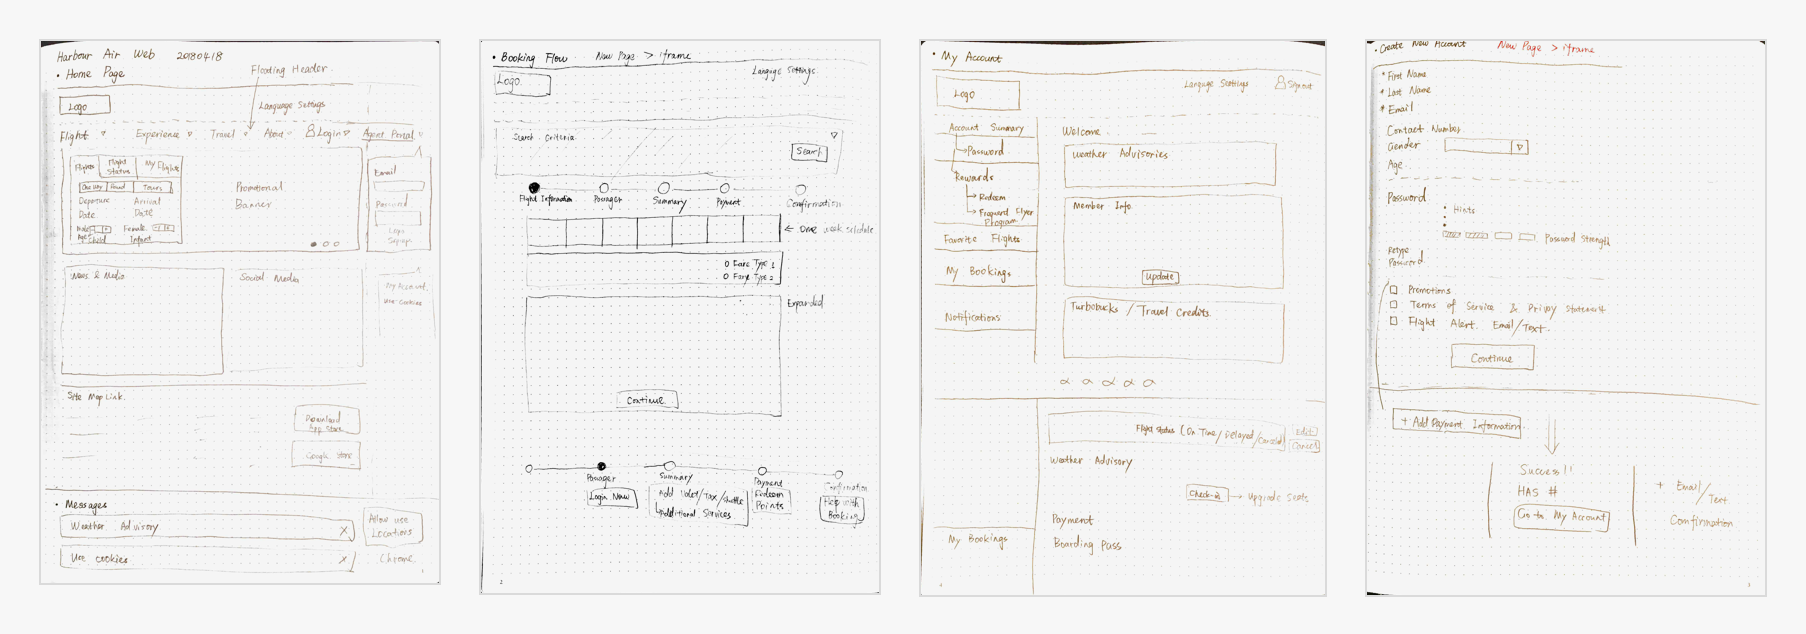 Harbour Air Web 20180418
• Home Page
Floating Header.
Logo
Language Settings
Flight Experience Travel About Login Agent Portal
Flights Flight Status My Flights
One Way Round Tours
Departure Arrival
Date Date
Male Female
Age
Child Infant
Promotional
Banner
Email
Password
Login
Sign up
News & Media
Social Media
My Account
Use Cookies
Site Map Link.
Download
App Store
Google Store
• Messages
Weather Advisory X
Use cookies X
Allow use
Locations
Chrome
1
• Booking Flow New Page > iframe
Logo
Language Settings
Search Criteria
Search
Flight Information Passager Summary Payment Confirmation
← One week schedule
O Fare Type 1
O Fare Type 2
Expanded
Continue
Passager Summary Payment Confirmation
Login Now
Add Valet/Tax/Shuttle
Additional Services
Redeem
Points
Help with
Booking
2
• My Account
Logo
Language Settings Sign out
Account Summary
Password
Rewards
Redeem
Frequent Flyer
Program
Favorite Flights
My Bookings
Notifications
Welcome
Weather Advisories
Member Info
Update
Turbobucks / Travel Credits
Flight Status (On Time/Delayed/Cancled)
Edit
Cancel
Weather Advisory
Check-in → Upgrade Seats
Payment
Boarding Pass
My Bookings
4
• Create New Account New Page > iframe
* First Name
* Last Name
* Email
Contact Number
Gender
Age
Password
• Hints
Password Strength
Retype
Password
Promotions
Terms of Service & Privacy Statement
Flight Alert. Email/Text.
Continue
+ Add Payment Information
Success!!
HAS #
Go to My Account
+ Email/Text
Confirmation
3